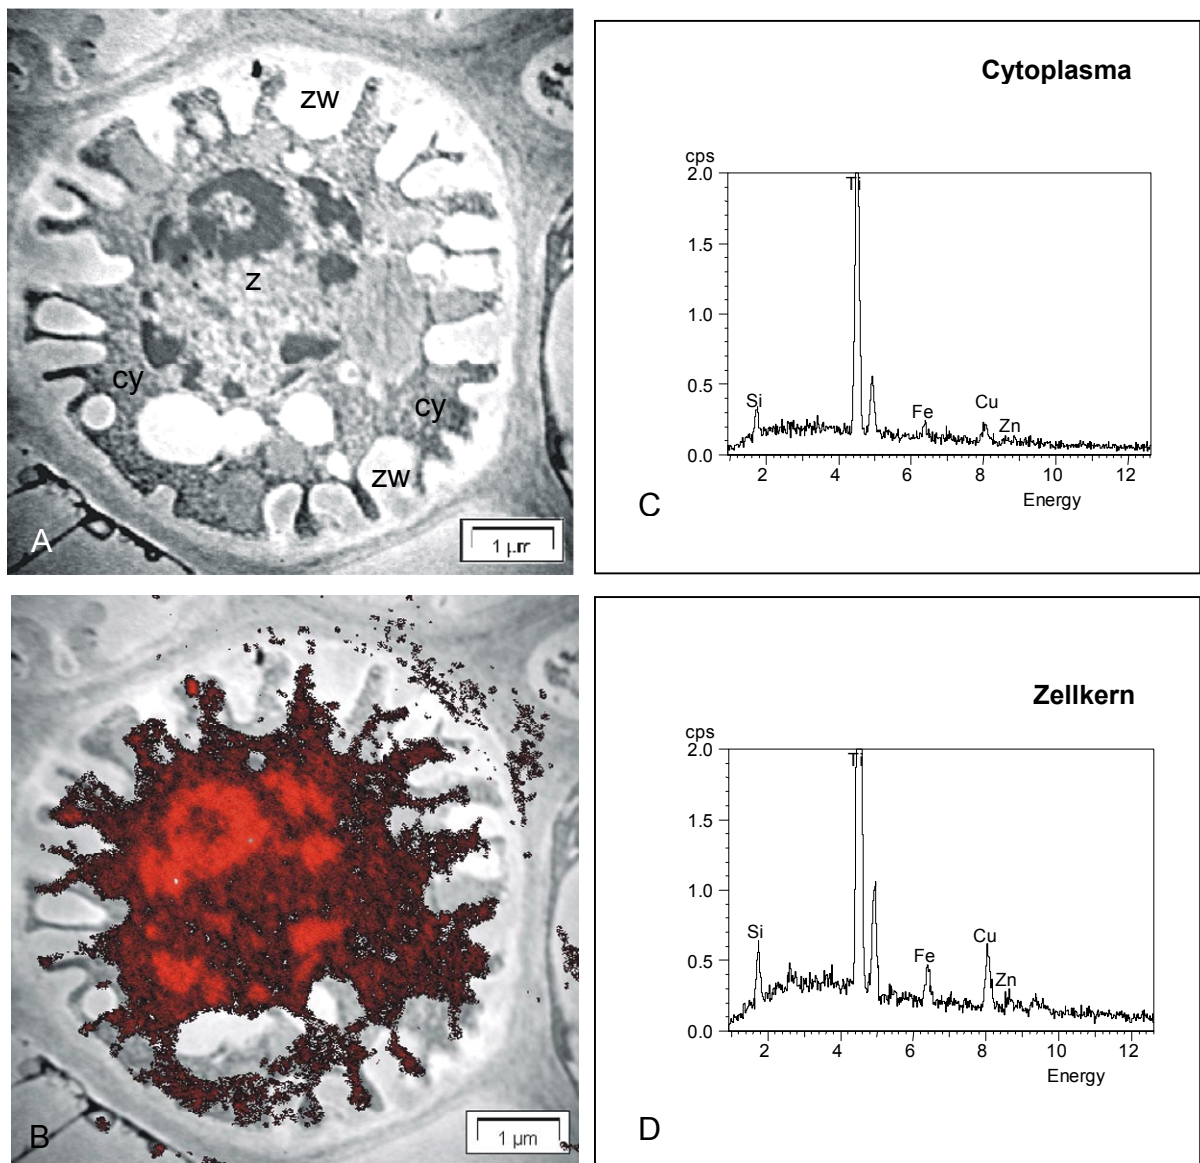 zw
z
cy
cy
zw
A
1 µm
Cytoplasma
cps
2.0
Ti
1.5
1.0
0.5
Si
Fe
Cu
Zn
0.0
2 4 6 8 10 12
Energy
C
B
1 µm
Zellkern
cps
2.0
Ti
1.5
1.0
Si
Fe
Cu
Zn
0.5
0.0
2 4 6 8 10 12
Energy
D